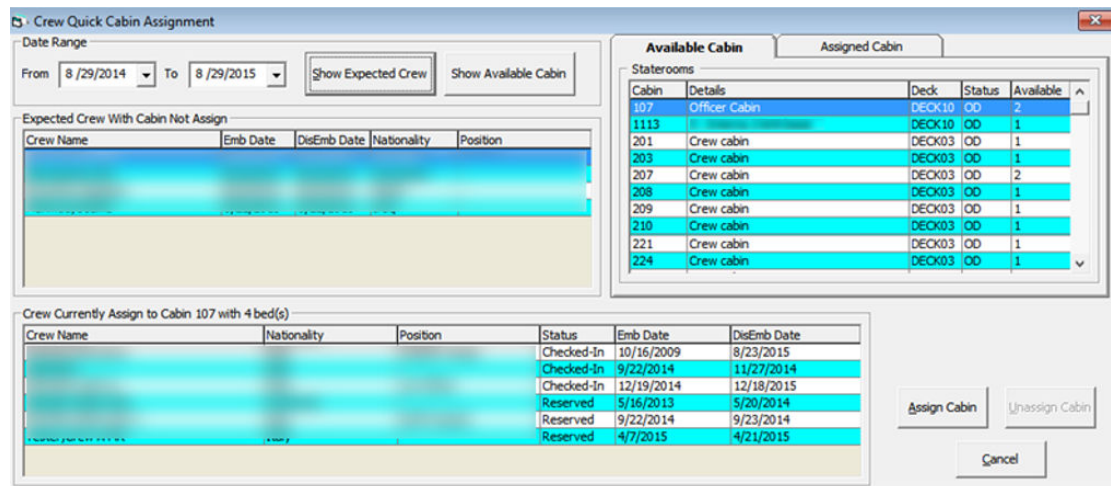 Crew Quick Cabin Assignment
Date Range
From 8 /29/2014 To 8 /29/2015 Show Expected Crew Show Available Cabin
Expected Crew With Cabin Not Assign
Crew Name Emb Date DisEmb Date Nationality Position
Available Cabin Assigned Cabin
Staterooms
Cabin Details Deck Status Available
107 Officer Cabin DECK10 OD 2
1113 DECK10 OD 1
201 Crew cabin DECK03 OD 1
203 Crew cabin DECK03 OD 1
207 Crew cabin DECK03 OD 2
208 Crew cabin DECK03 OD 1
209 Crew cabin DECK03 OD 1
210 Crew cabin DECK03 OD 1
221 Crew cabin DECK03 OD 1
224 Crew cabin DECK03 OD 1
Crew Currently Assign to Cabin 107 with 4 bed(s)
Crew Name Nationality Position Status Emb Date DisEmb Date
Checked-In 10/16/2009 8/23/2015
Checked-In 9/22/2014 11/27/2014
Checked-In 12/19/2014 12/18/2015
Reserved 5/16/2013 5/20/2014
Reserved 9/22/2014 9/23/2014
Reserved 4/7/2015 4/21/2015
Assign Cabin Unassign Cabin
Cancel